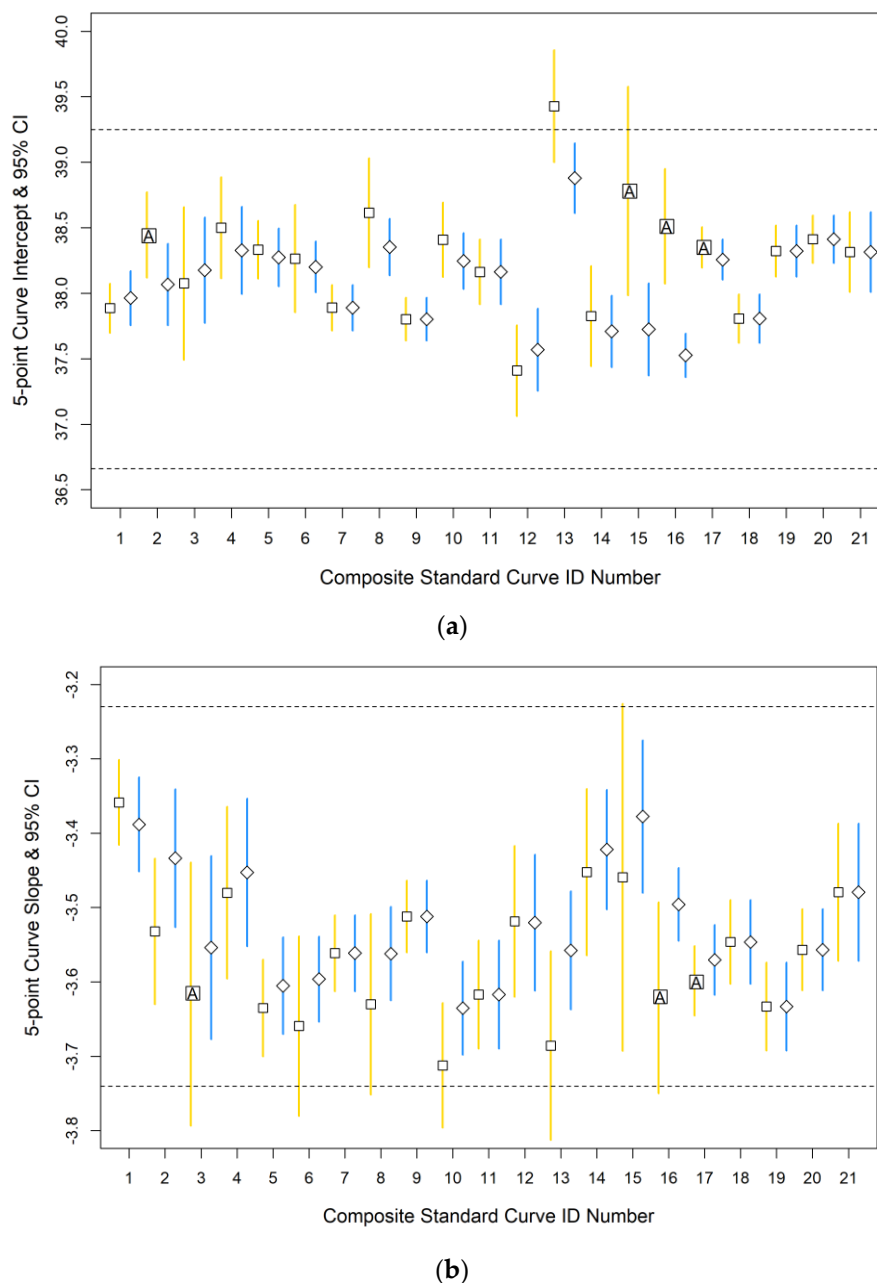 5-point Curve Intercept & 95% CI
40.0
39.5
39.0
38.5
38.0
37.5
37.0
36.5
A
A
A
A
1 2 3 4 5 6 7 8 9 10 11 12 13 14 15 16 17 18 19 20 21
Composite Standard Curve ID Number
(a)
5-point Curve Slope & 95% CI
-3.2
-3.3
-3.4
-3.5
-3.6
-3.7
-3.8
A
A
A
1 2 3 4 5 6 7 8 9 10 11 12 13 14 15 16 17 18 19 20 21
Composite Standard Curve ID Number
(b)